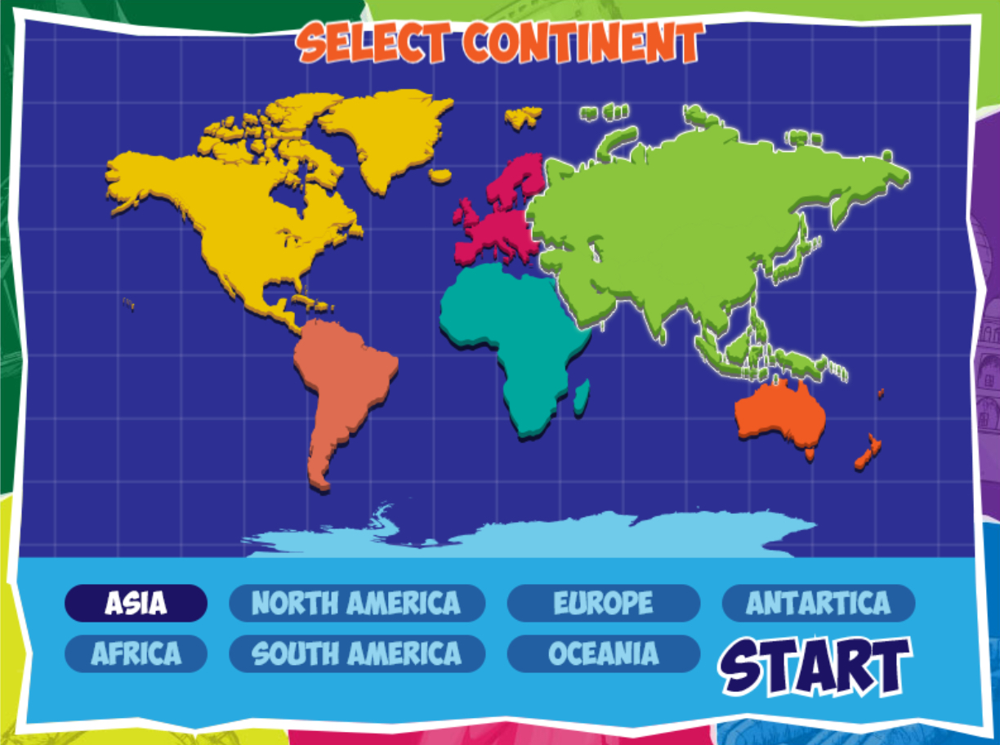 SELECT CONTINENT
ASIA
NORTH AMERICA
EUROPE
ANTARTICA
AFRICA
SOUTH AMERICA
OCEANIA
START